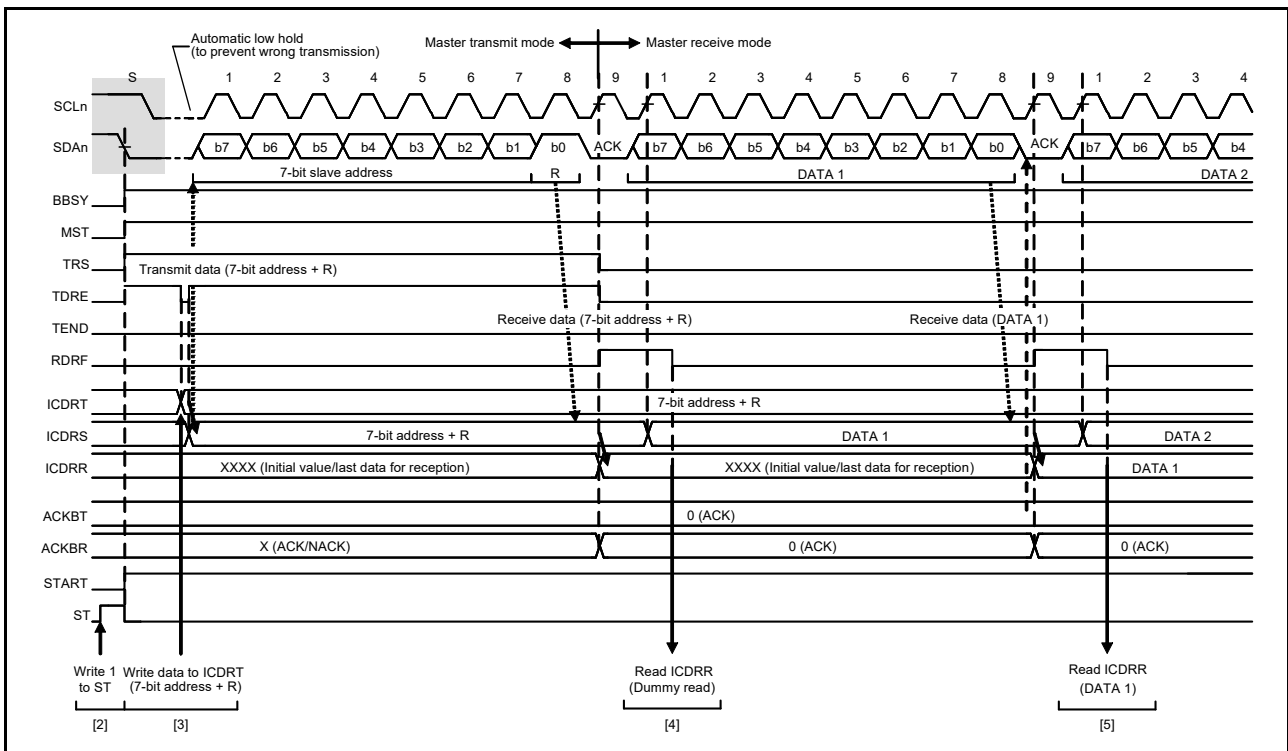 Automatic low hold
(to prevent wrong transmission)
Master transmit mode
Master receive mode
S 1 2 3 4 5 6 7 8 9 1 2 3 4 5 6 7 8 9 1 2 3 4
SCLn
SDAn b7 b6 b5 b4 b3 b2 b1 b0 ACK b7 b6 b5 b4 b3 b2 b1 b0 ACK b7 b6 b5 b4
7-bit slave address R DATA 1 DATA 2
BBSY
MST
TRS
Transmit data (7-bit address + R)
TDRE
Receive data (7-bit address + R) Receive data (DATA 1)
TEND
RDRF
ICDRT 7-bit address + R
ICDRS 7-bit address + R DATA 1 DATA 2
ICDRR XXXX (Initial value/last data for reception) XXXX (Initial value/last data for reception) DATA 1
ACKBT 0 (ACK)
ACKBR X (ACK/NACK) 0 (ACK) 0 (ACK)
START
ST
Write 1
to ST
Write data to ICDRT
(7-bit address + R)
Read ICDRR
(Dummy read)
Read ICDRR
(DATA 1)
[2] [3] [4] [5]